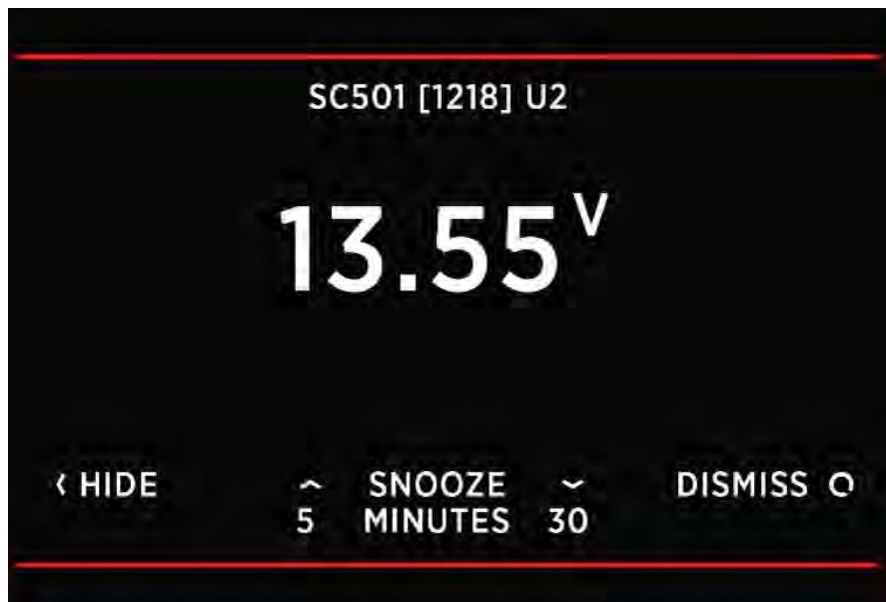 SC501 [1218] U2
13.55 V
< HIDE
^ SNOOZE ⌄
5 MINUTES 30
DISMISS O